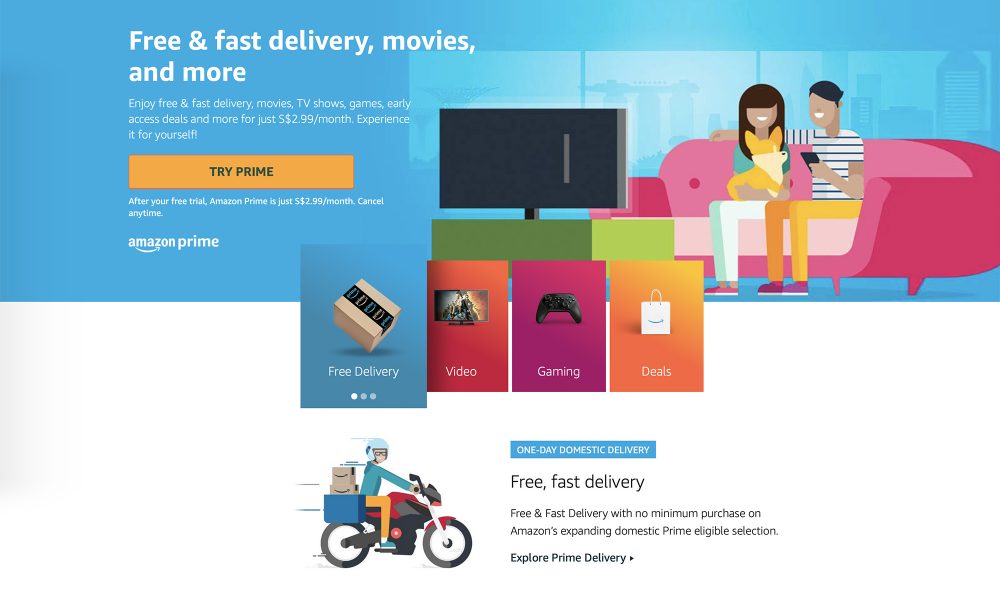 Free & fast delivery, movies,
and more
Enjoy free & fast delivery, movies, TV shows, games, early
access deals and more for just S$2.99/month. Experience
it for yourself!
TRY PRIME
After your free trial, Amazon Prime is just S$2.99/month. Cancel
anytime.
amazon prime
Free Delivery
Video
Gaming
Deals
ONE-DAY DOMESTIC DELIVERY
Free, fast delivery
Free & Fast Delivery with no minimum purchase on
Amazon's expanding domestic Prime eligible selection.
Explore Prime Delivery